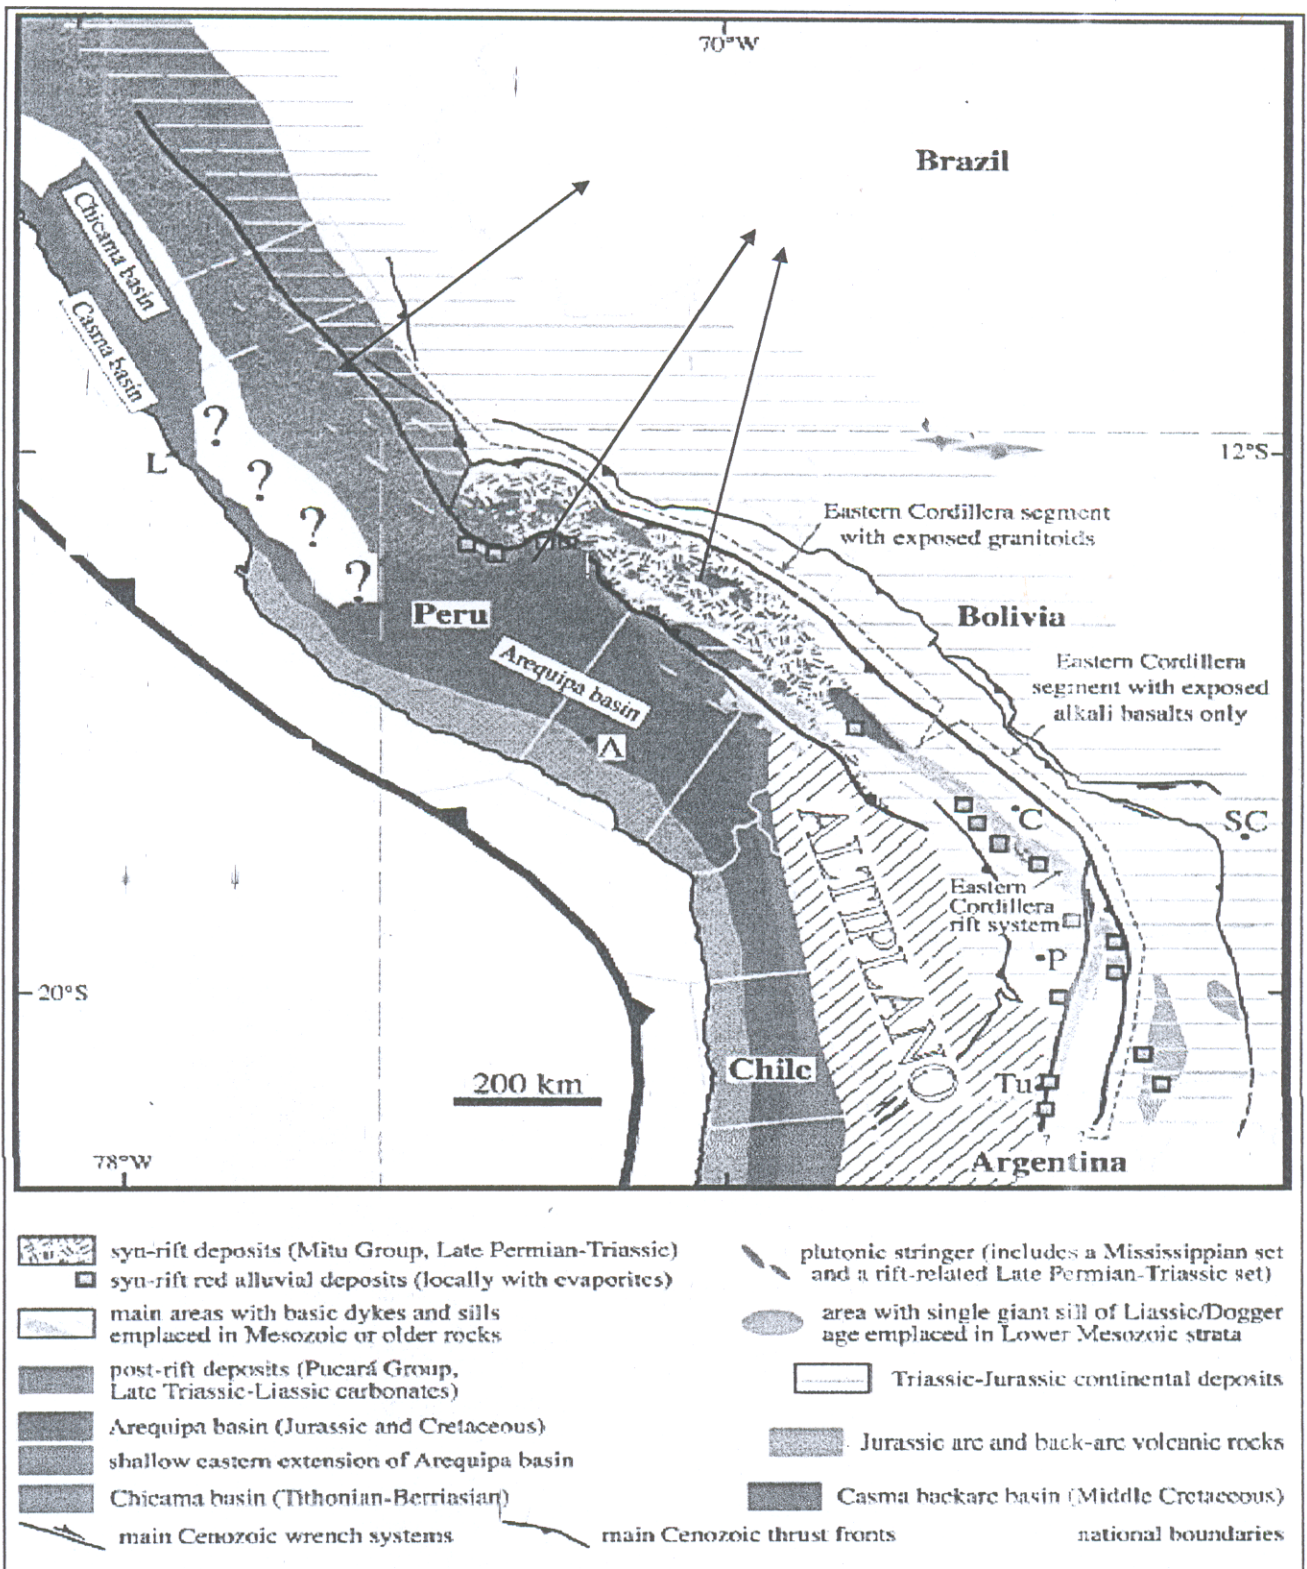 70°W
Brazil
Chicama basin
Casma basin
?
L
?
?
?
12°S
Eastern Cordillera segment
with exposed granitoids
Peru
Bolivia
Arequipa basin
Eastern Cordillera
segment with exposed
alkali basalts only
A
C
SC
ALTIPLANO
Eastern
Cordillera
rift system
P
20°S
Chile
200 km
Tu
78°W
Argentina
syn-rift deposits (Mitu Group, Late Permian-Triassic)
syn-rift red alluvial deposits (locally with evaporites)
main areas with basic dykes and sills
emplaced in Mesozoic or older rocks
post-rift deposits (Pucará Group,
Late Triassic-Liassic carbonates)
Arequipa basin (Jurassic and Cretaceous)
shallow eastern extension of Arequipa basin
Chicama basin (Tithonian-Berriasian)
main Cenozoic wrench systems
plutonic stringer (includes a Mississippian set
and a rift-related Late Permian-Triassic set)
area with single giant sill of Liassic/Dogger
age emplaced in Lower Mesozoic strata
Triassic-Jurassic continental deposits
Jurassic arc and back-arc volcanic rocks
Casma backarc basin (Middle Cretaceous)
main Cenozoic thrust fronts
national boundaries